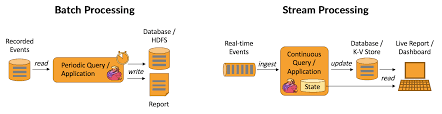 Batch Processing
Recorded
Events
read
Periodic Query /
Application
write
Database /
HDFS
Report
Stream Processing
Real-time
Events
ingest
Continuous
Query /
Application
State
update
Database /
K-V Store
read
Live Report /
Dashboard